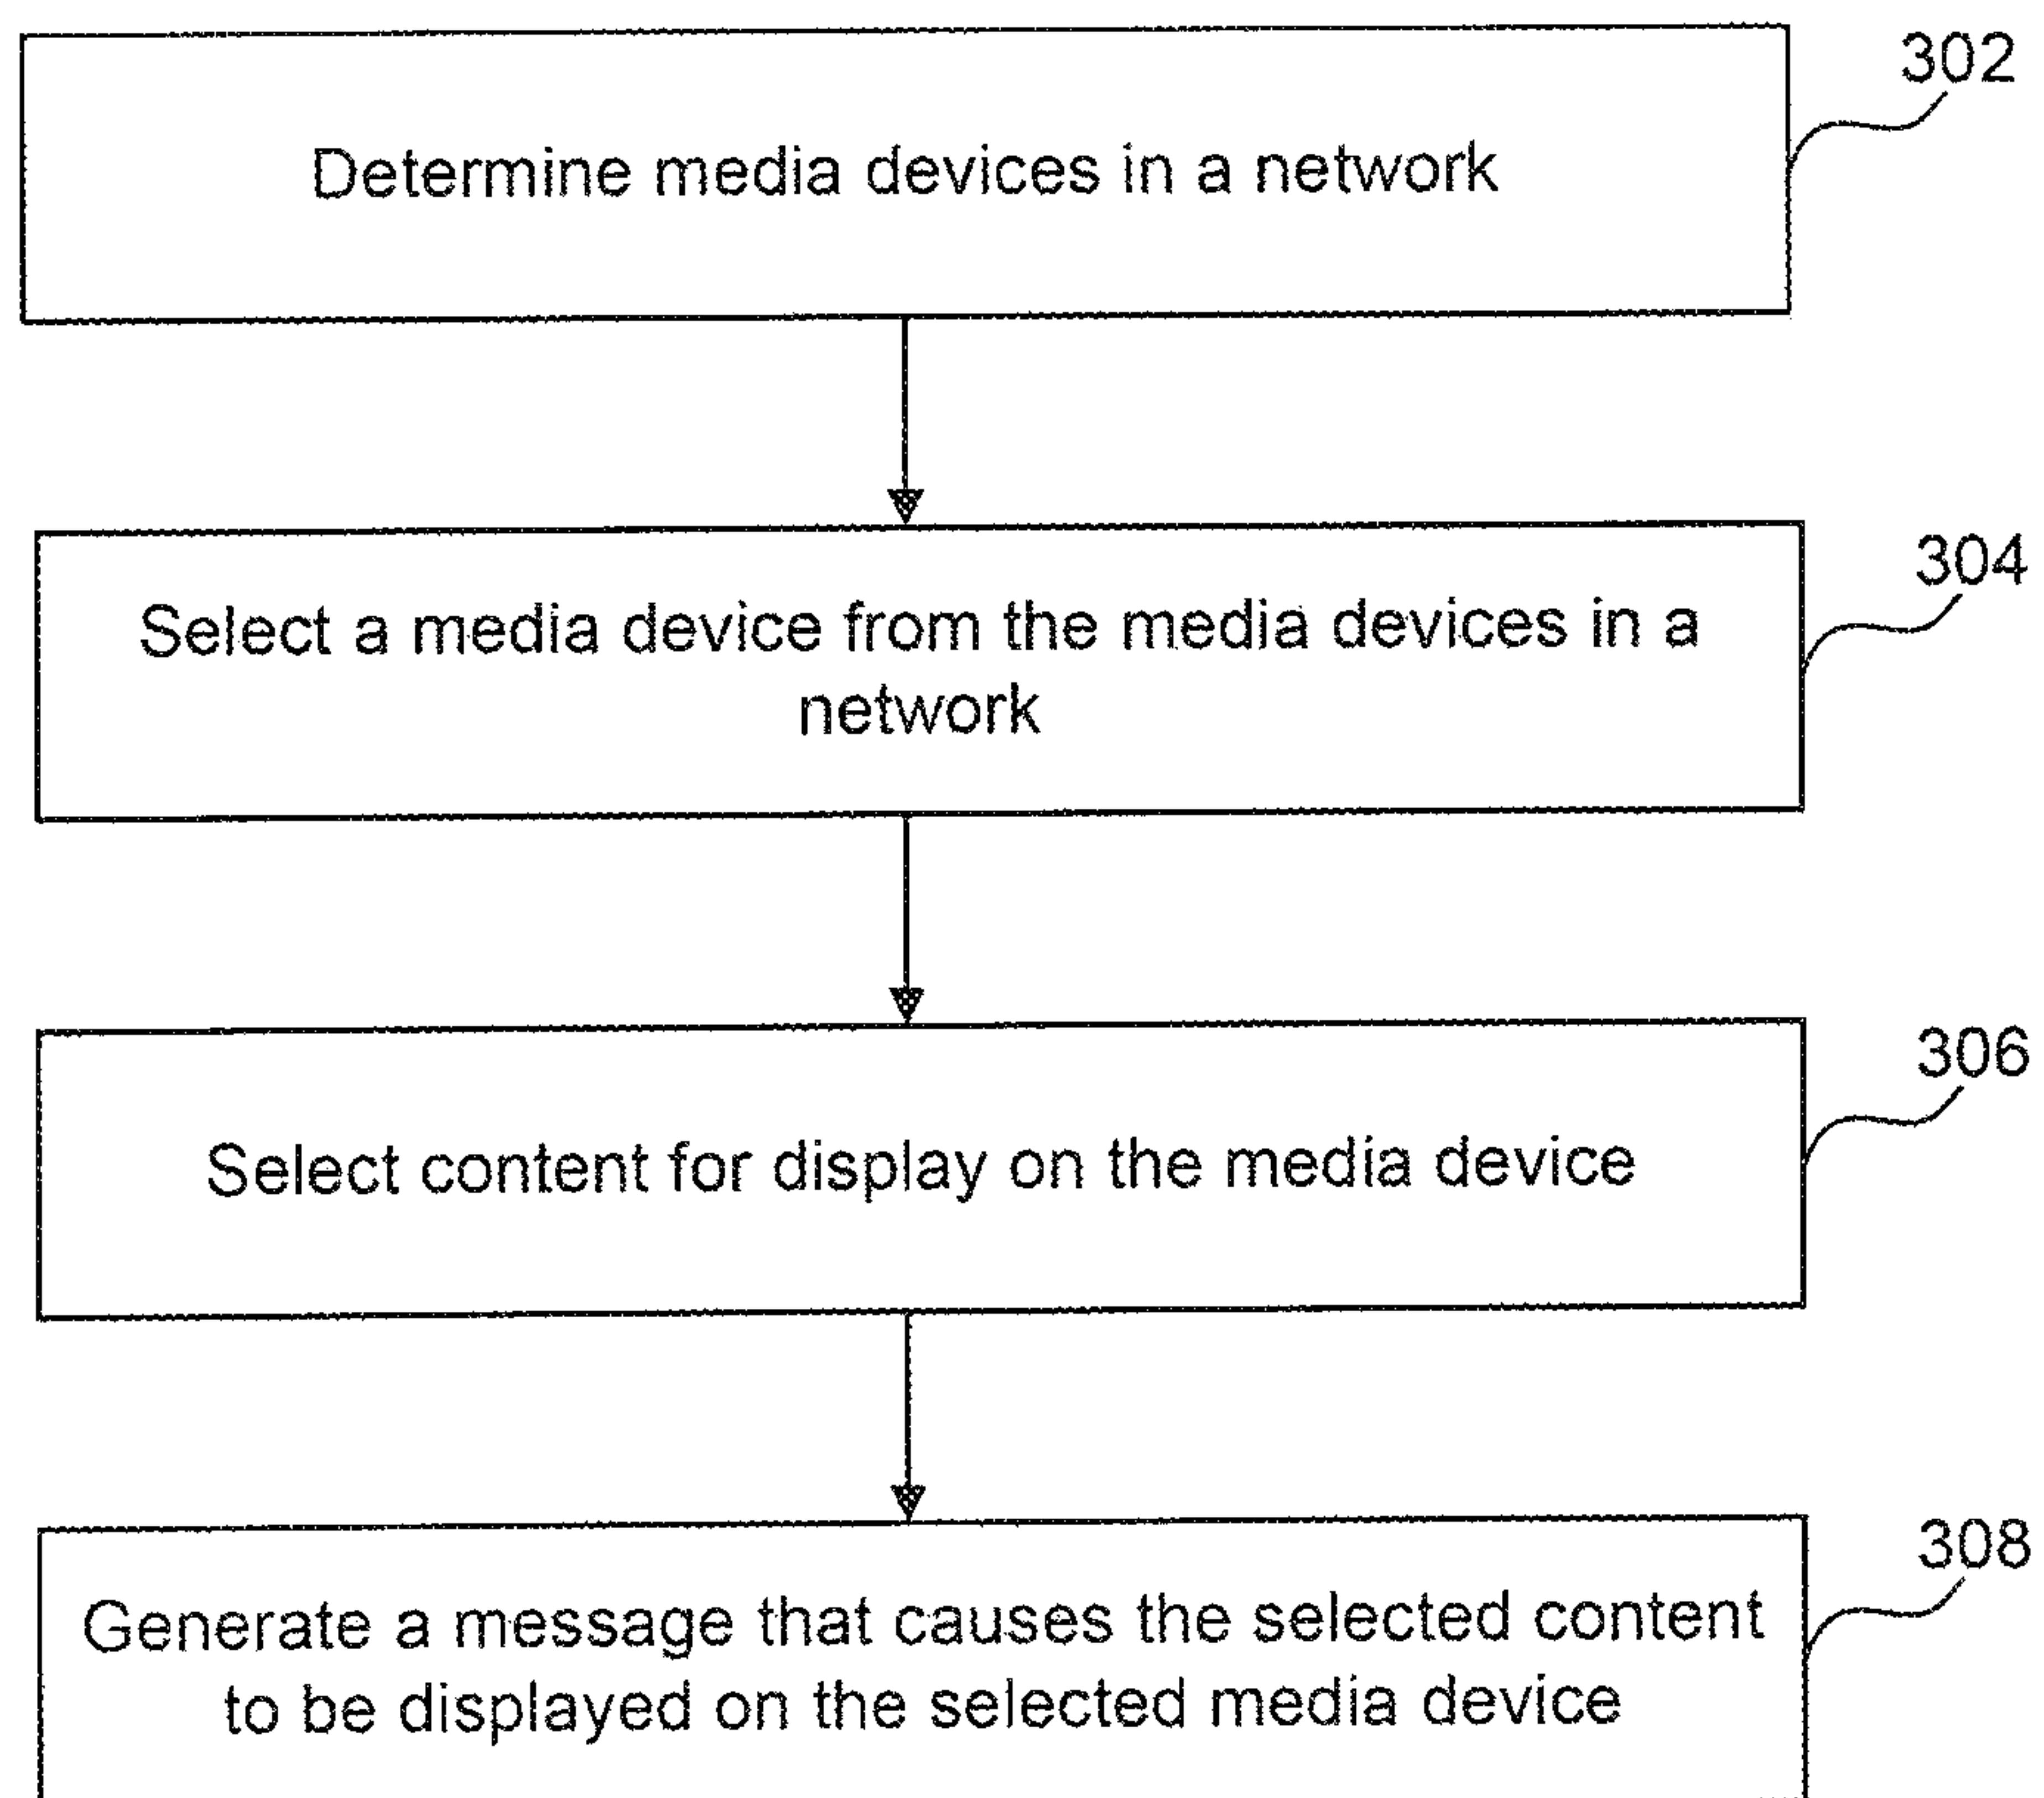 302
Determine media devices in a network
304
Select a media device from the media devices in a
network
306
Select content for display on the media device
308
Generate a message that causes the selected content
to be displayed on the selected media device